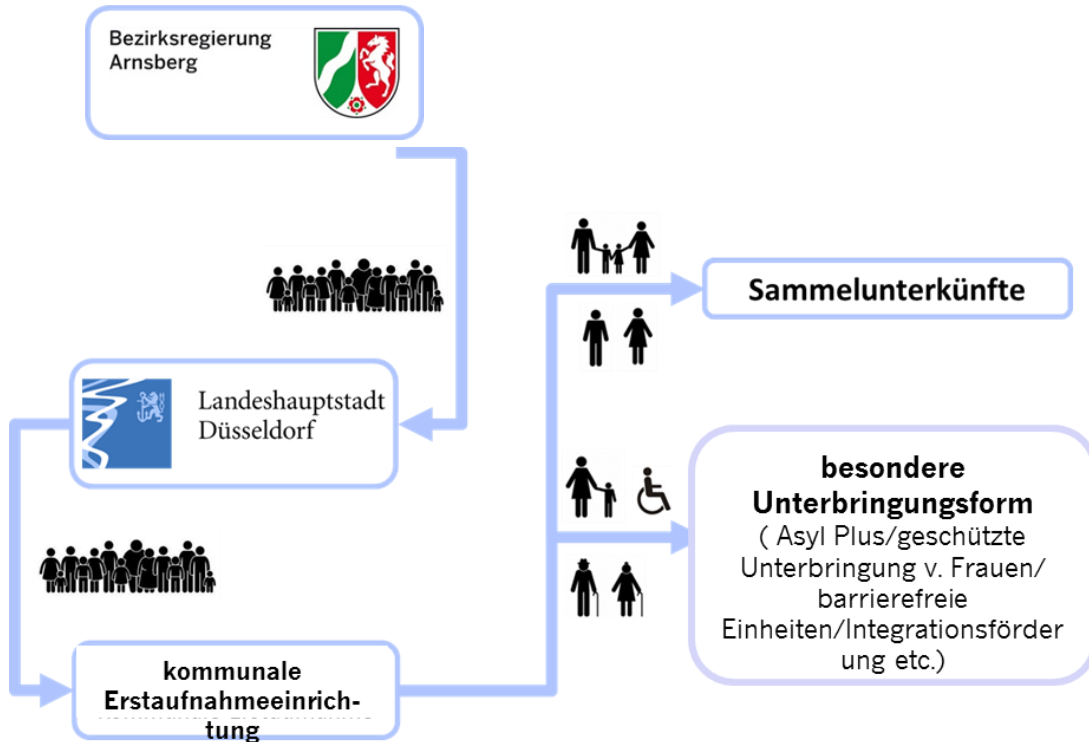 Bezirksregierung
Arnsberg
Landeshauptstadt
Düsseldorf
kommunale
Erstaufnahmeeinrich-
tung
Sammelunterkünfte
besondere
Unterbringungsform
( Asyl Plus/geschützte
Unterbringung v. Frauen/
barrierefreie
Einheiten/Integrationsförder
ung etc.)